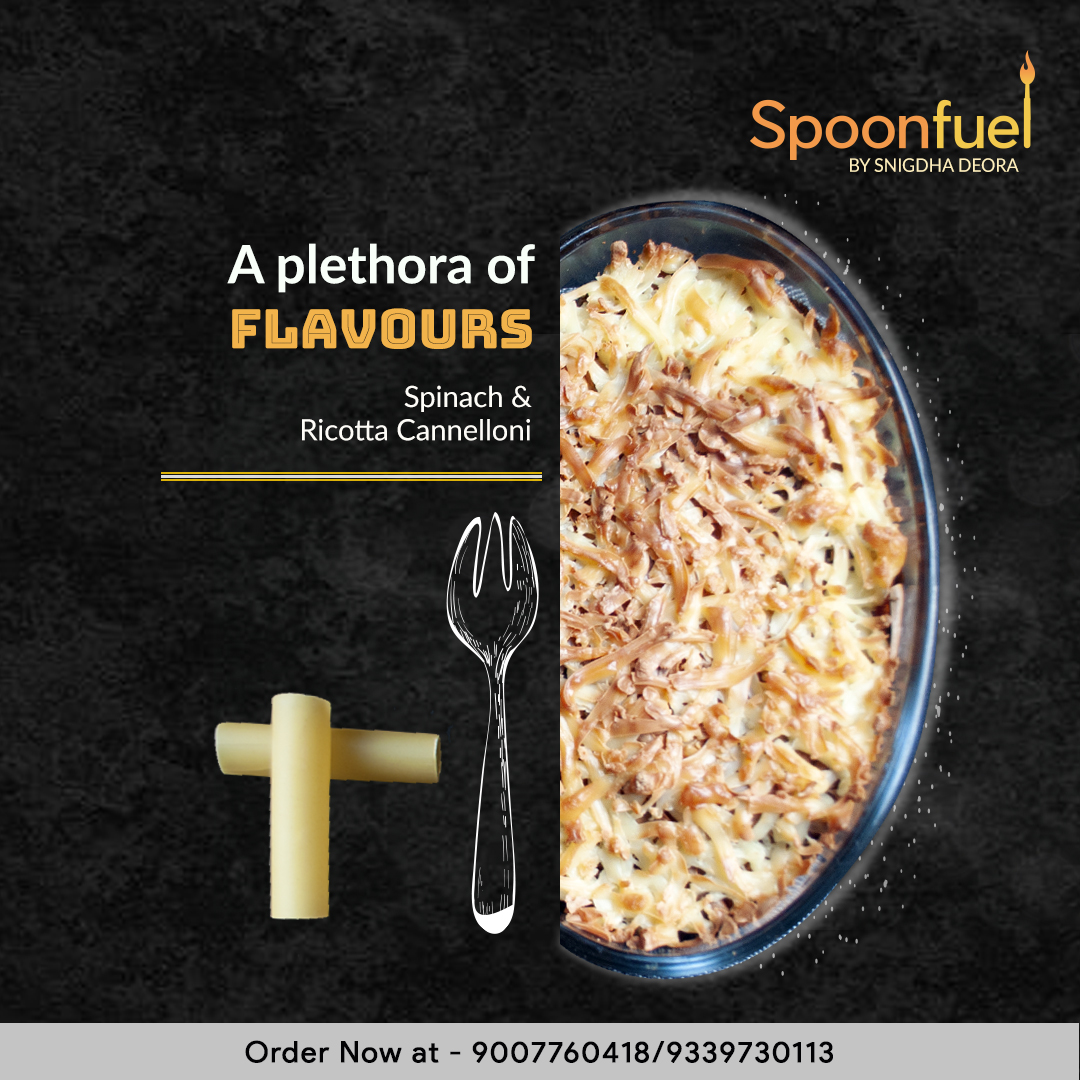 Spoonfuel
BY SNIGDHA DEORA
A plethora of
FLAVOURS
Spinach &
Ricotta Cannelloni
Order Now at - 9007760418/9339730113